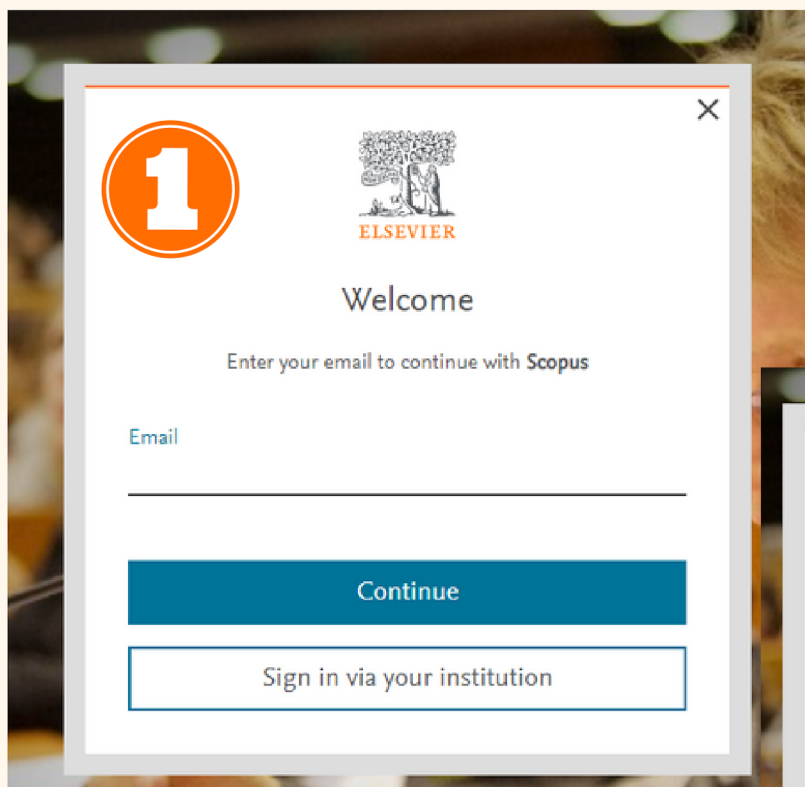 1
ELSEVIER
Welcome
Enter your email to continue with Scopus
Email
Continue
Sign in via your institution